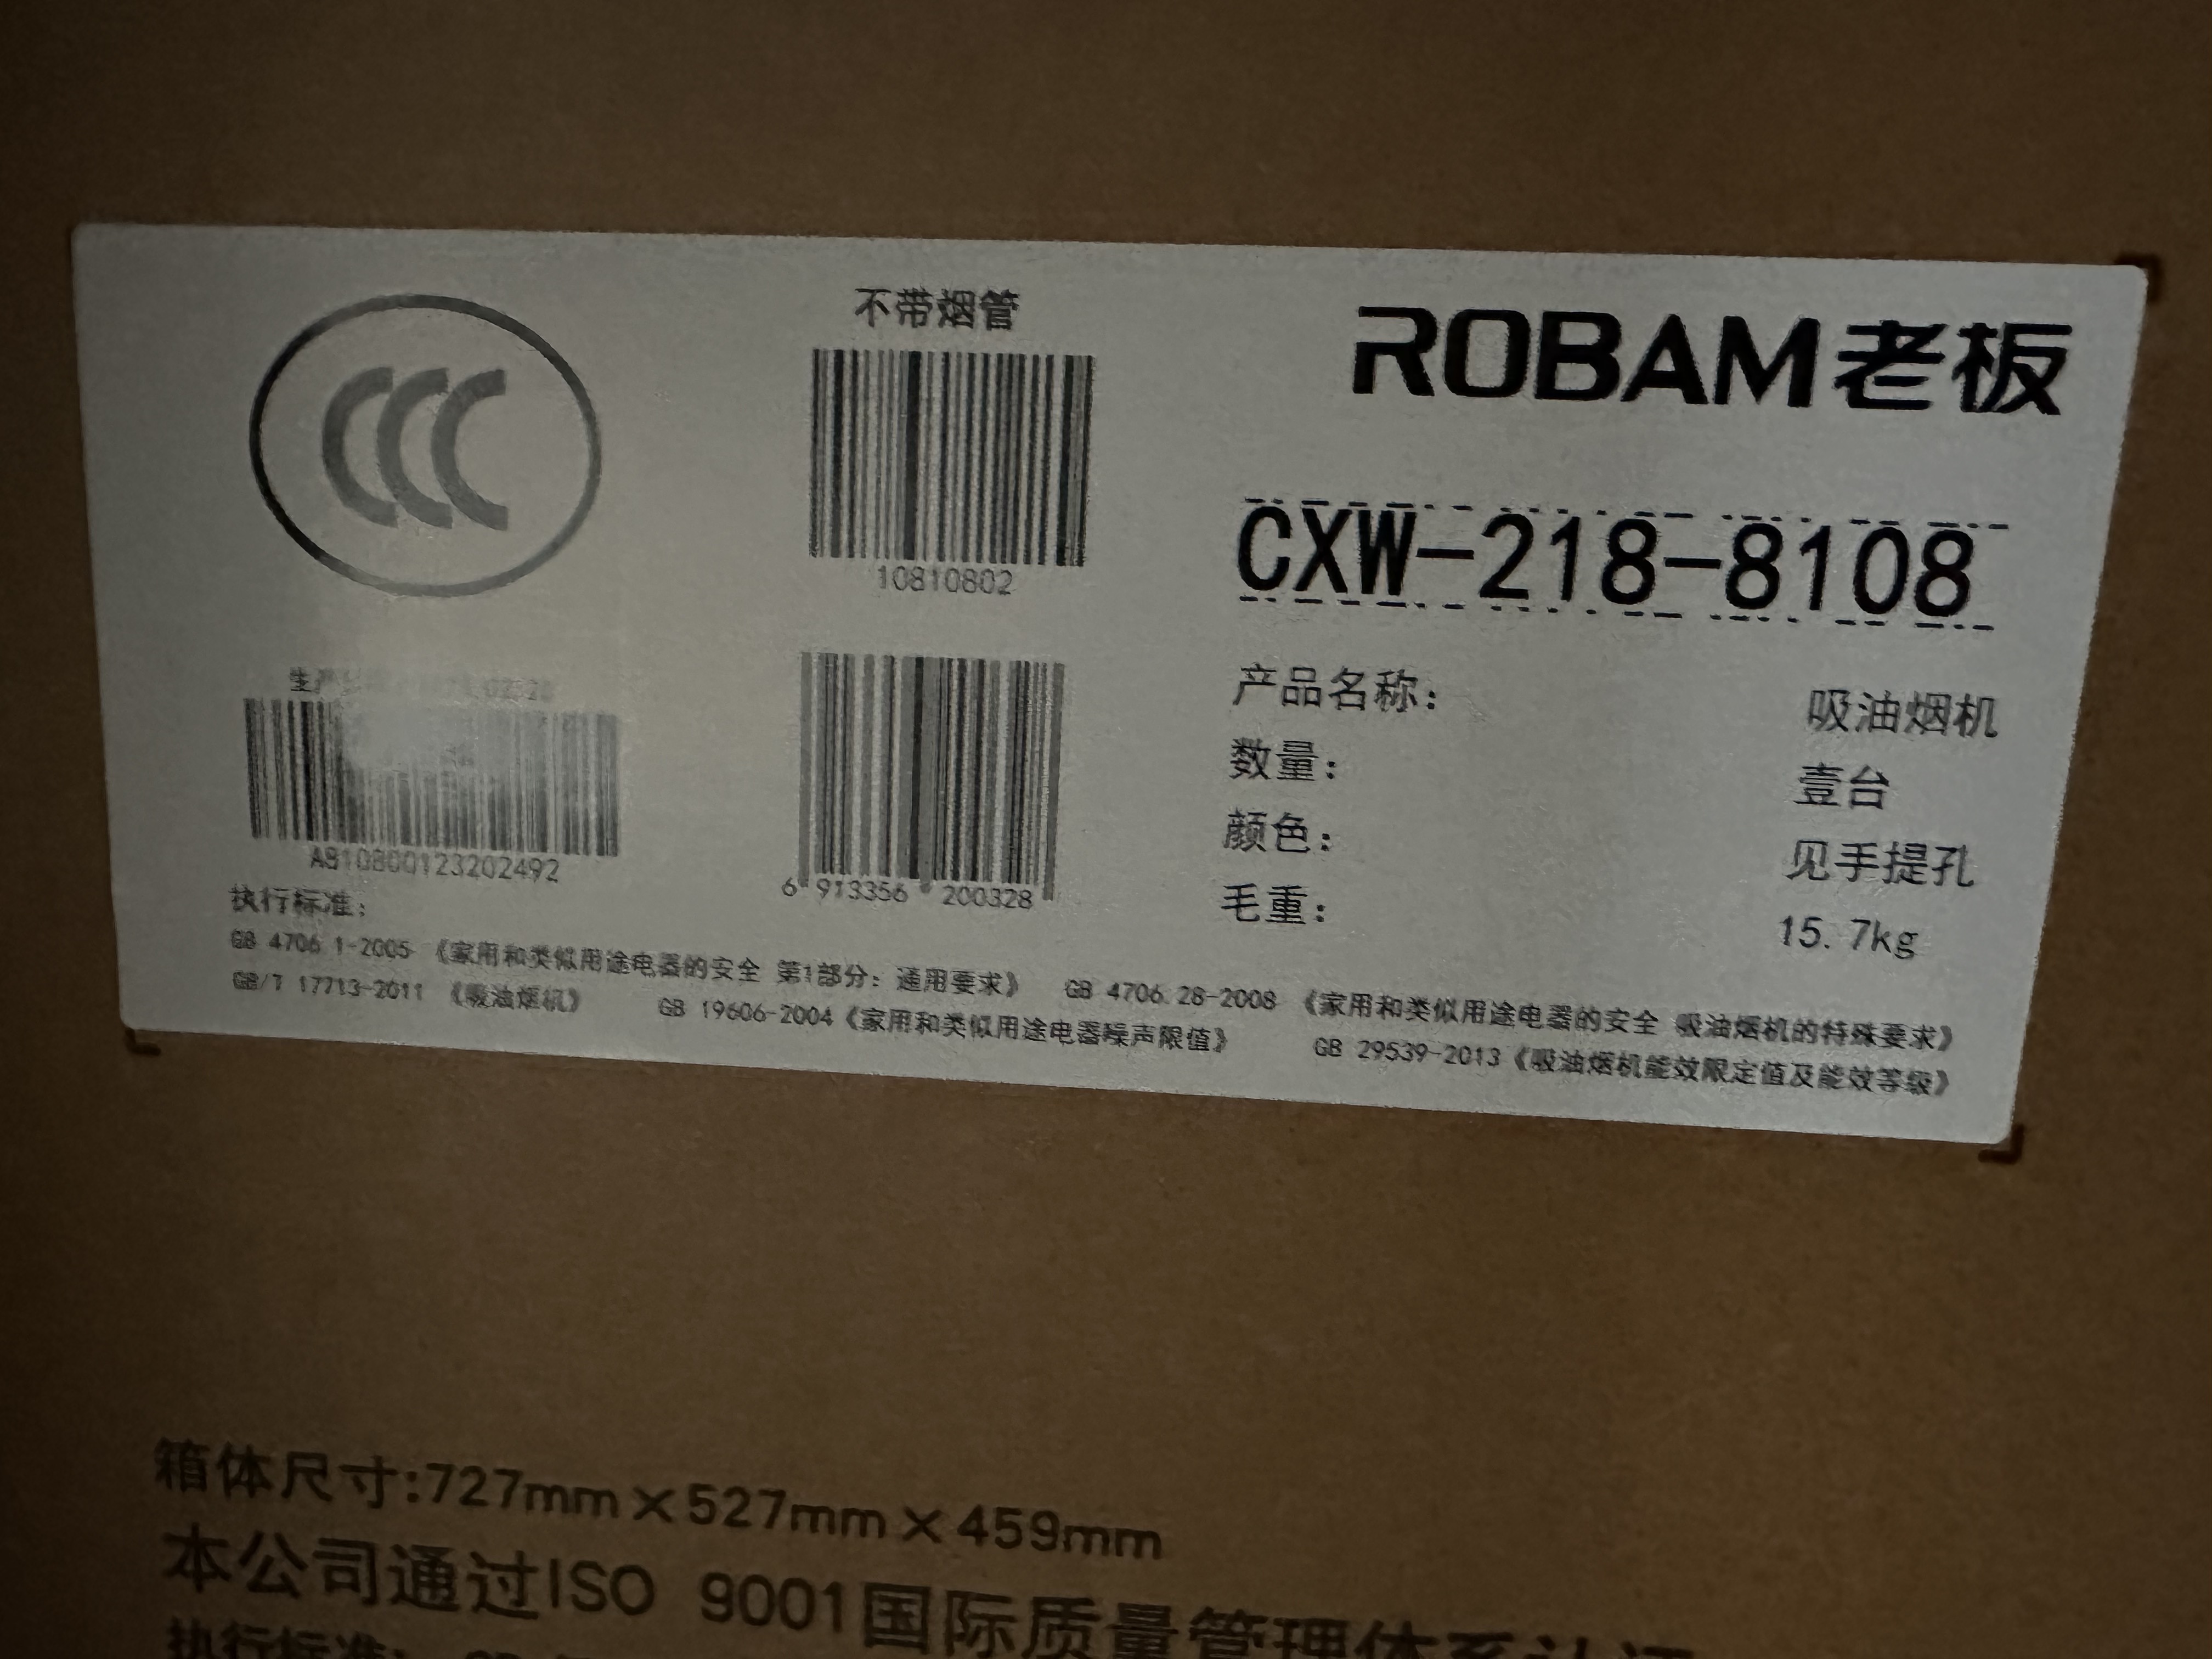 不带烟管
10810802
ROBAM老板
CXW-218-8108
产品名称： 吸油烟机
数量： 壹台
颜色： 见手提孔
毛重： 15.7kg
A810800123202492
6 913356 200328
执行标准：
GB 4706.1-2005 《家用和类似用途电器的安全 第1部分：通用要求》 GB 4706.28-2008 《家用和类似用途电器的安全 吸油烟机的特殊要求》
GB/T 17713-2011 《吸油烟机》 GB 19606-2004《家用和类似用途电器噪声限值》 GB 29539-2013《吸油烟机能效限定值及能效等级》
箱体尺寸:727mm×527mm×459mm
本公司通过ISO 9001国际质量管理体系认证
执行标准: